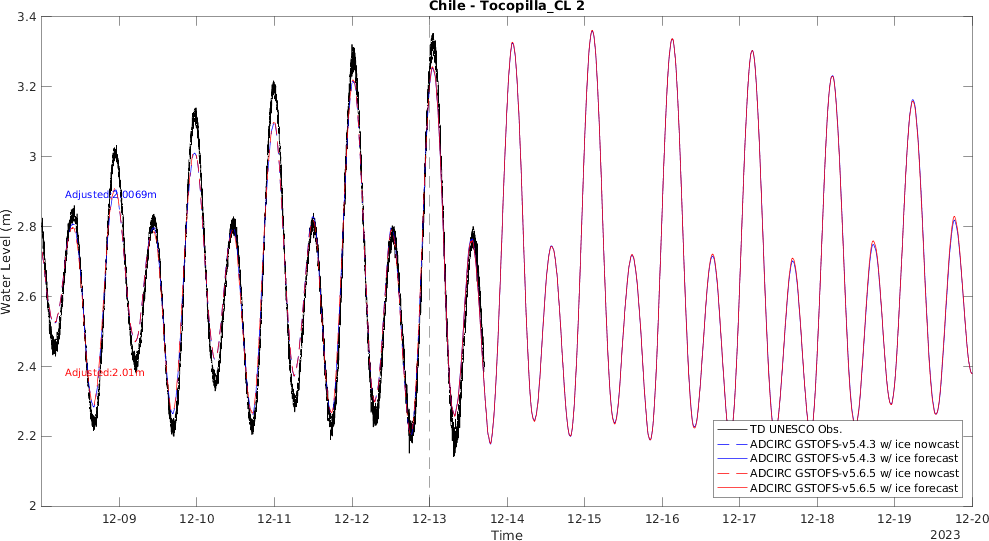 Chile - Tocopilla_CL 2
3.4
3.2
3
2.8
2.6
2.4
2.2
2
Water Level (m)
Adjusted:2.0069m
Adjusted:2.01m
TD UNESCO Obs.
ADCIRC GSTOFS-v5.4.3 w/ ice nowcast
ADCIRC GSTOFS-v5.4.3 w/ ice forecast
ADCIRC GSTOFS-v5.6.5 w/ ice nowcast
ADCIRC GSTOFS-v5.6.5 w/ ice forecast
12-09 12-10 12-11 12-12 12-13 12-14 12-15 12-16 12-17 12-18 12-19 12-20
Time
2023